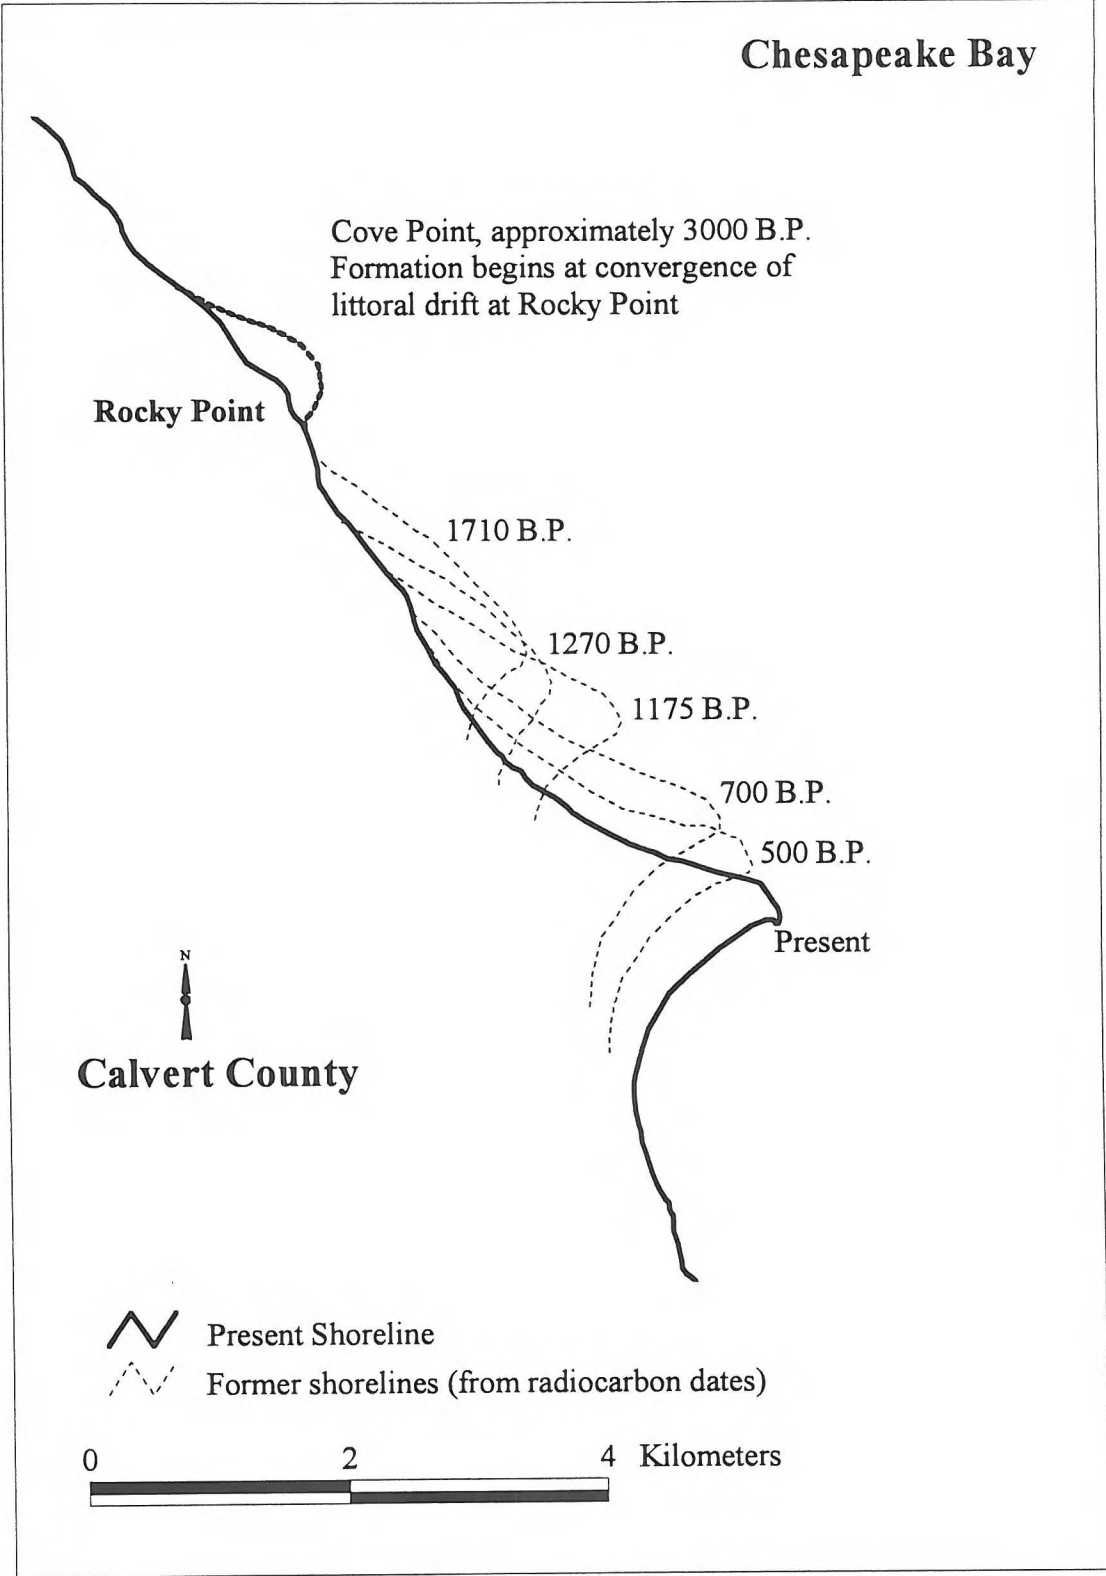 Chesapeake Bay
Cove Point, approximately 3000 B.P.
Formation begins at convergence of
littoral drift at Rocky Point
Rocky Point
1710 B.P.
1270 B.P.
1175 B.P.
700 B.P.
500 B.P.
Present
N
Calvert County
Present Shoreline
Former shorelines (from radiocarbon dates)
0 2 4 Kilometers